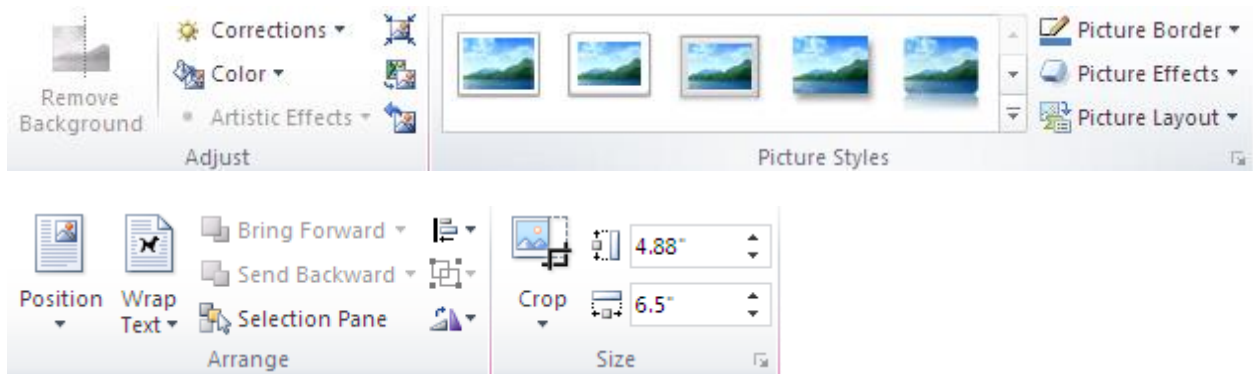 Remove
Background
Corrections
Color
Artistic Effects
Adjust
Picture Border
Picture Effects
Picture Layout
Picture Styles
Position
Wrap
Text
Bring Forward
Send Backward
Selection Pane
Arrange
Crop
4.88"
6.5"
Size